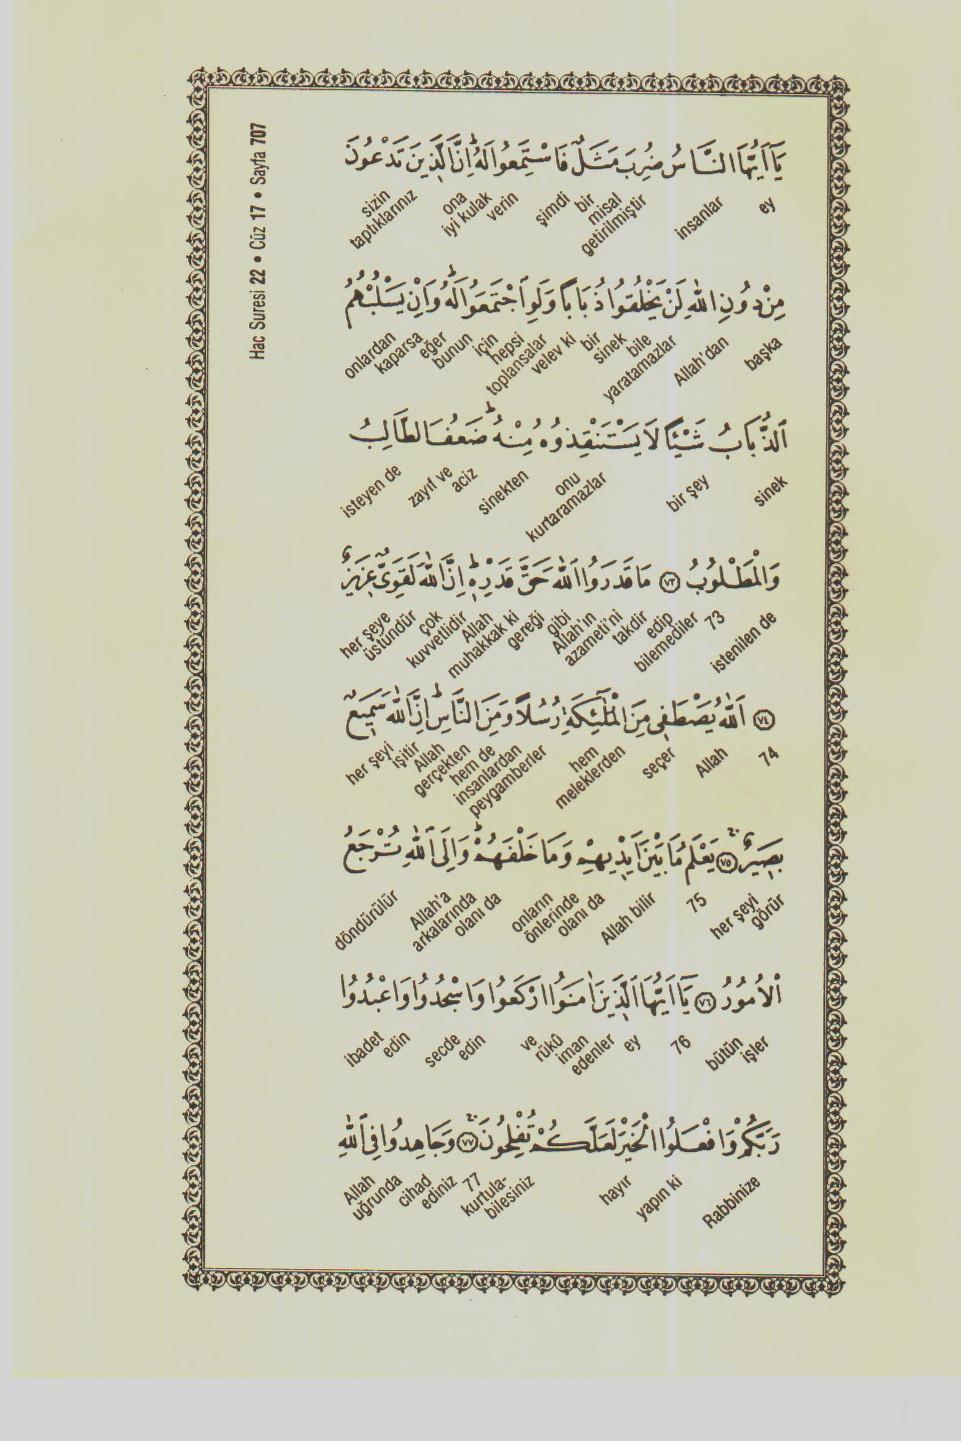 Hac Suresi 22 • Cüz 17 • Sayfa 707
يَٓا اَيُّهَا النَّاسُ ضُرِبَ مَثَلٌ فَاسْتَمِعُوا لَهُۜ اِنَّ الَّذ۪ينَ تَدْعُونَ
ey insanlar bir misal getirilmiştir şimdi ona iyi kulak verin sizin taptıklarınız
مِنْ دُونِ اللّٰهِ لَنْ يَخْلُقُوا ذُبَاباً وَلَوِ اجْتَمَعُوا لَهُۜ وَاِنْ يَسْلُبْهُمُ
başka Allah'dan bile yaratamazlar bir sinek velev ki hepsi toplansalar için bunun eğer kaparsa onlardan
الذُّبَابُ شَيْـٔاً لَا يَسْتَنْقِذُوهُ مِنْهُۜ ضَعُفَ الطَّالِبُ
sinek bir şey onu kurtaramazlar sinekten aciz zayıf ve isteyen de
وَالْمَطْلُوبُ ﴿٧٣﴾ مَا قَدَرُوا اللّٰهَ حَقَّ قَدْرِه۪ۜ اِنَّ اللّٰهَ لَقَوِيٌّ عَز۪يزٌ
istenilen de 73 takdir edip bilemediler Allah'ın azameti'ni gibi gereği muhakkak ki Allah çok kuvvetlidir her şeye üstündür
﴿٧٤﴾ اَللّٰهُ يَصْطَف۪ي مِنَ الْمَلٰٓئِكَةِ رُسُلاً وَمِنَ النَّاسِۜ اِنَّ اللّٰهَ سَم۪يعٌ
74 Allah seçer hem meleklerden hem de insanlardan peygamberler gerçekten Allah işitir her şeyi
بَص۪يرٌۚ ﴿٧٥﴾ يَعْلَمُ مَا بَيْنَ اَيْد۪يهِمْ وَمَا خَلْفَهُمْۜ وَاِلَى اللّٰهِ تُرْجَعُ
her şeyi görür 75 Allah bilir onların önlerinde olanı da arkalarında olanı da Allah'a döndürülür
الْاُمُورُ ﴿٧٦﴾ يَٓا اَيُّهَا الَّذ۪ينَ اٰمَنُوا ارْكَعُوا وَاسْجُدُوا وَاعْبُدُوا
bütün işler 76 ey iman edenler rükû ve secde edin ibadet edin
رَبَّكُمْ وَافْعَلُوا الْخَيْرَ لَعَلَّكُمْ تُفْلِحُونَۚ ﴿٧٧﴾ وَجَاهِدُوا فِي اللّٰهِ
Rabbinize yapın ki hayır kurtula- bilesiniz 77 cihad ediniz Allah uğrunda